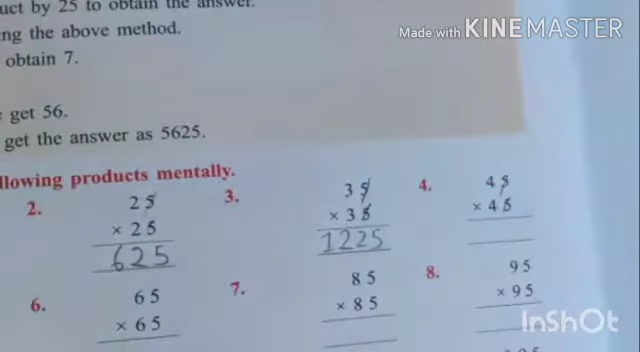 uct by 25 to obtain the answer.
ng the above method.
obtain 7.
get 56.
get the answer as 5625.
llowing products mentally.
2. 25 3. 35 4. 45
× 25 × 35 × 45
625 1225
6. 65 7. 85 8. 95
× 65 × 85 × 95
Made with KINEMASTER
InShOt